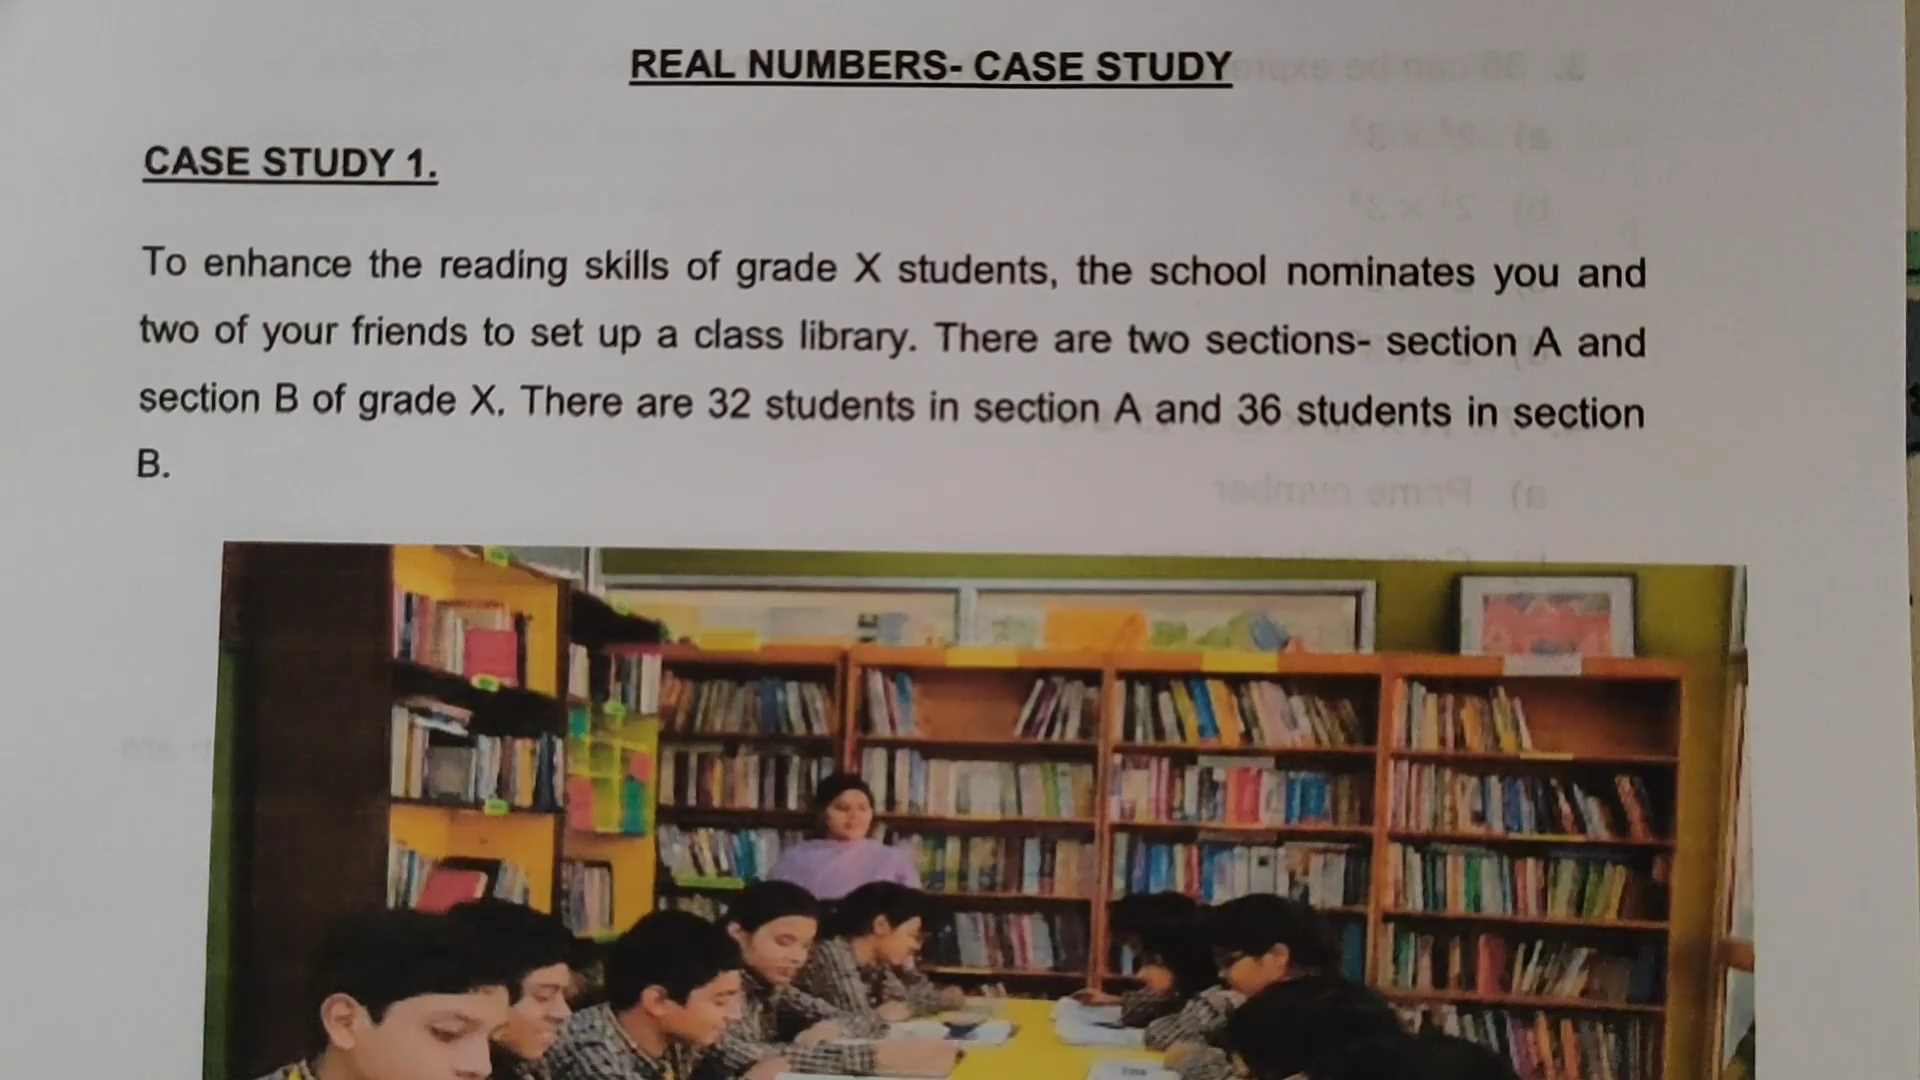 REAL NUMBERS- CASE STUDY
CASE STUDY 1.
To enhance the reading skills of grade X students, the school nominates you and
two of your friends to set up a class library. There are two sections- section A and
section B of grade X. There are 32 students in section A and 36 students in section
B.